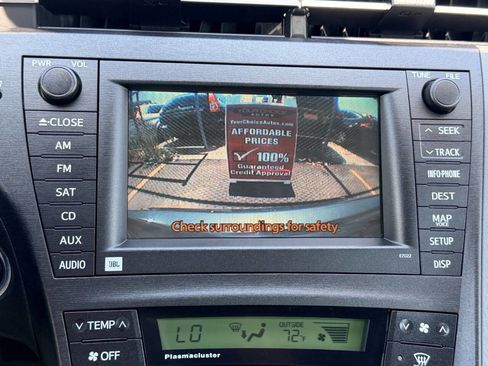 PWR VOL
TUNE FILE
CLOSE
AM
FM
SAT
CD
AUX
AUDIO
YourChoiceAutos.com
AFFORDABLE
PRICES
100%
Guaranteed
Credit Approval
Check surroundings for safety.
JBL
E7022
SEEK
TRACK
INFO/PHONE
DEST
MAP
VOICE
SETUP
DISP
TEMP
OFF
LO
OUTSIDE
72°F
Plasmacluster